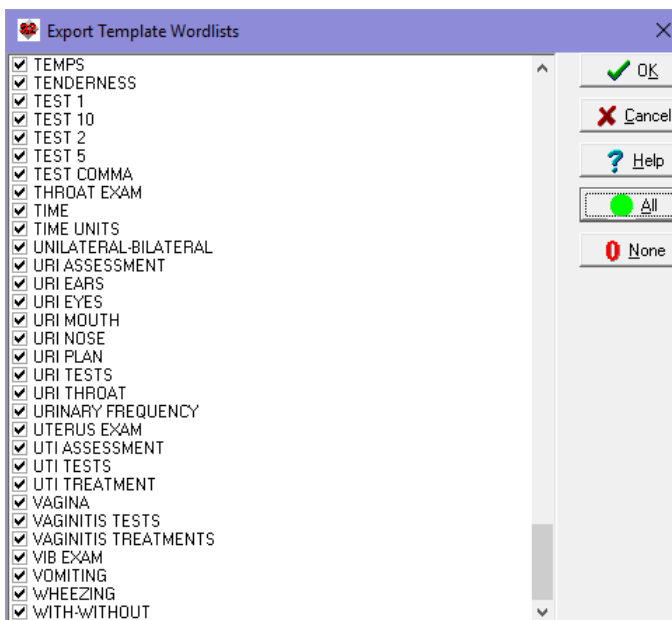 Export Template Wordlists
TEMPS
TENDERNESS
TEST 1
TEST 10
TEST 2
TEST 5
TEST COMMA
THROAT EXAM
TIME
TIME UNITS
UNILATERAL-BILATERAL
URI ASSESSMENT
URI EARS
URI EYES
URI MOUTH
URI NOSE
URI PLAN
URI TESTS
URI THROAT
URINARY FREQUENCY
UTERUS EXAM
UTI ASSESSMENT
UTI TESTS
UTI TREATMENT
VAGINA
VAGINITIS TESTS
VAGINITIS TREATMENTS
VIB EXAM
VOMITING
WHEEZING
WITH-WITHOUT
OK
Cancel
Help
All
None